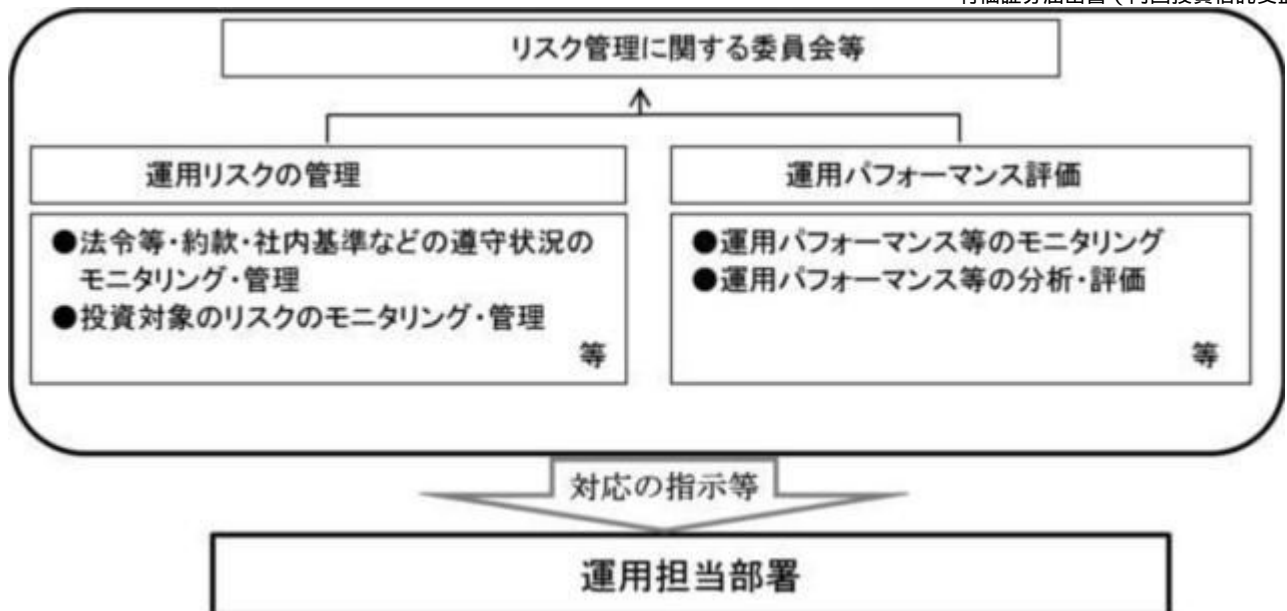 リスク管理に関する委員会等
運用リスクの管理
●法令等・約款・社内基準などの遵守状況の
モニタリング・管理
●投資対象のリスクのモニタリング・管理
等
運用パフォーマンス評価
●運用パフォーマンス等のモニタリング
●運用パフォーマンス等の分析・評価
等
対応の指示等
運用担当部署